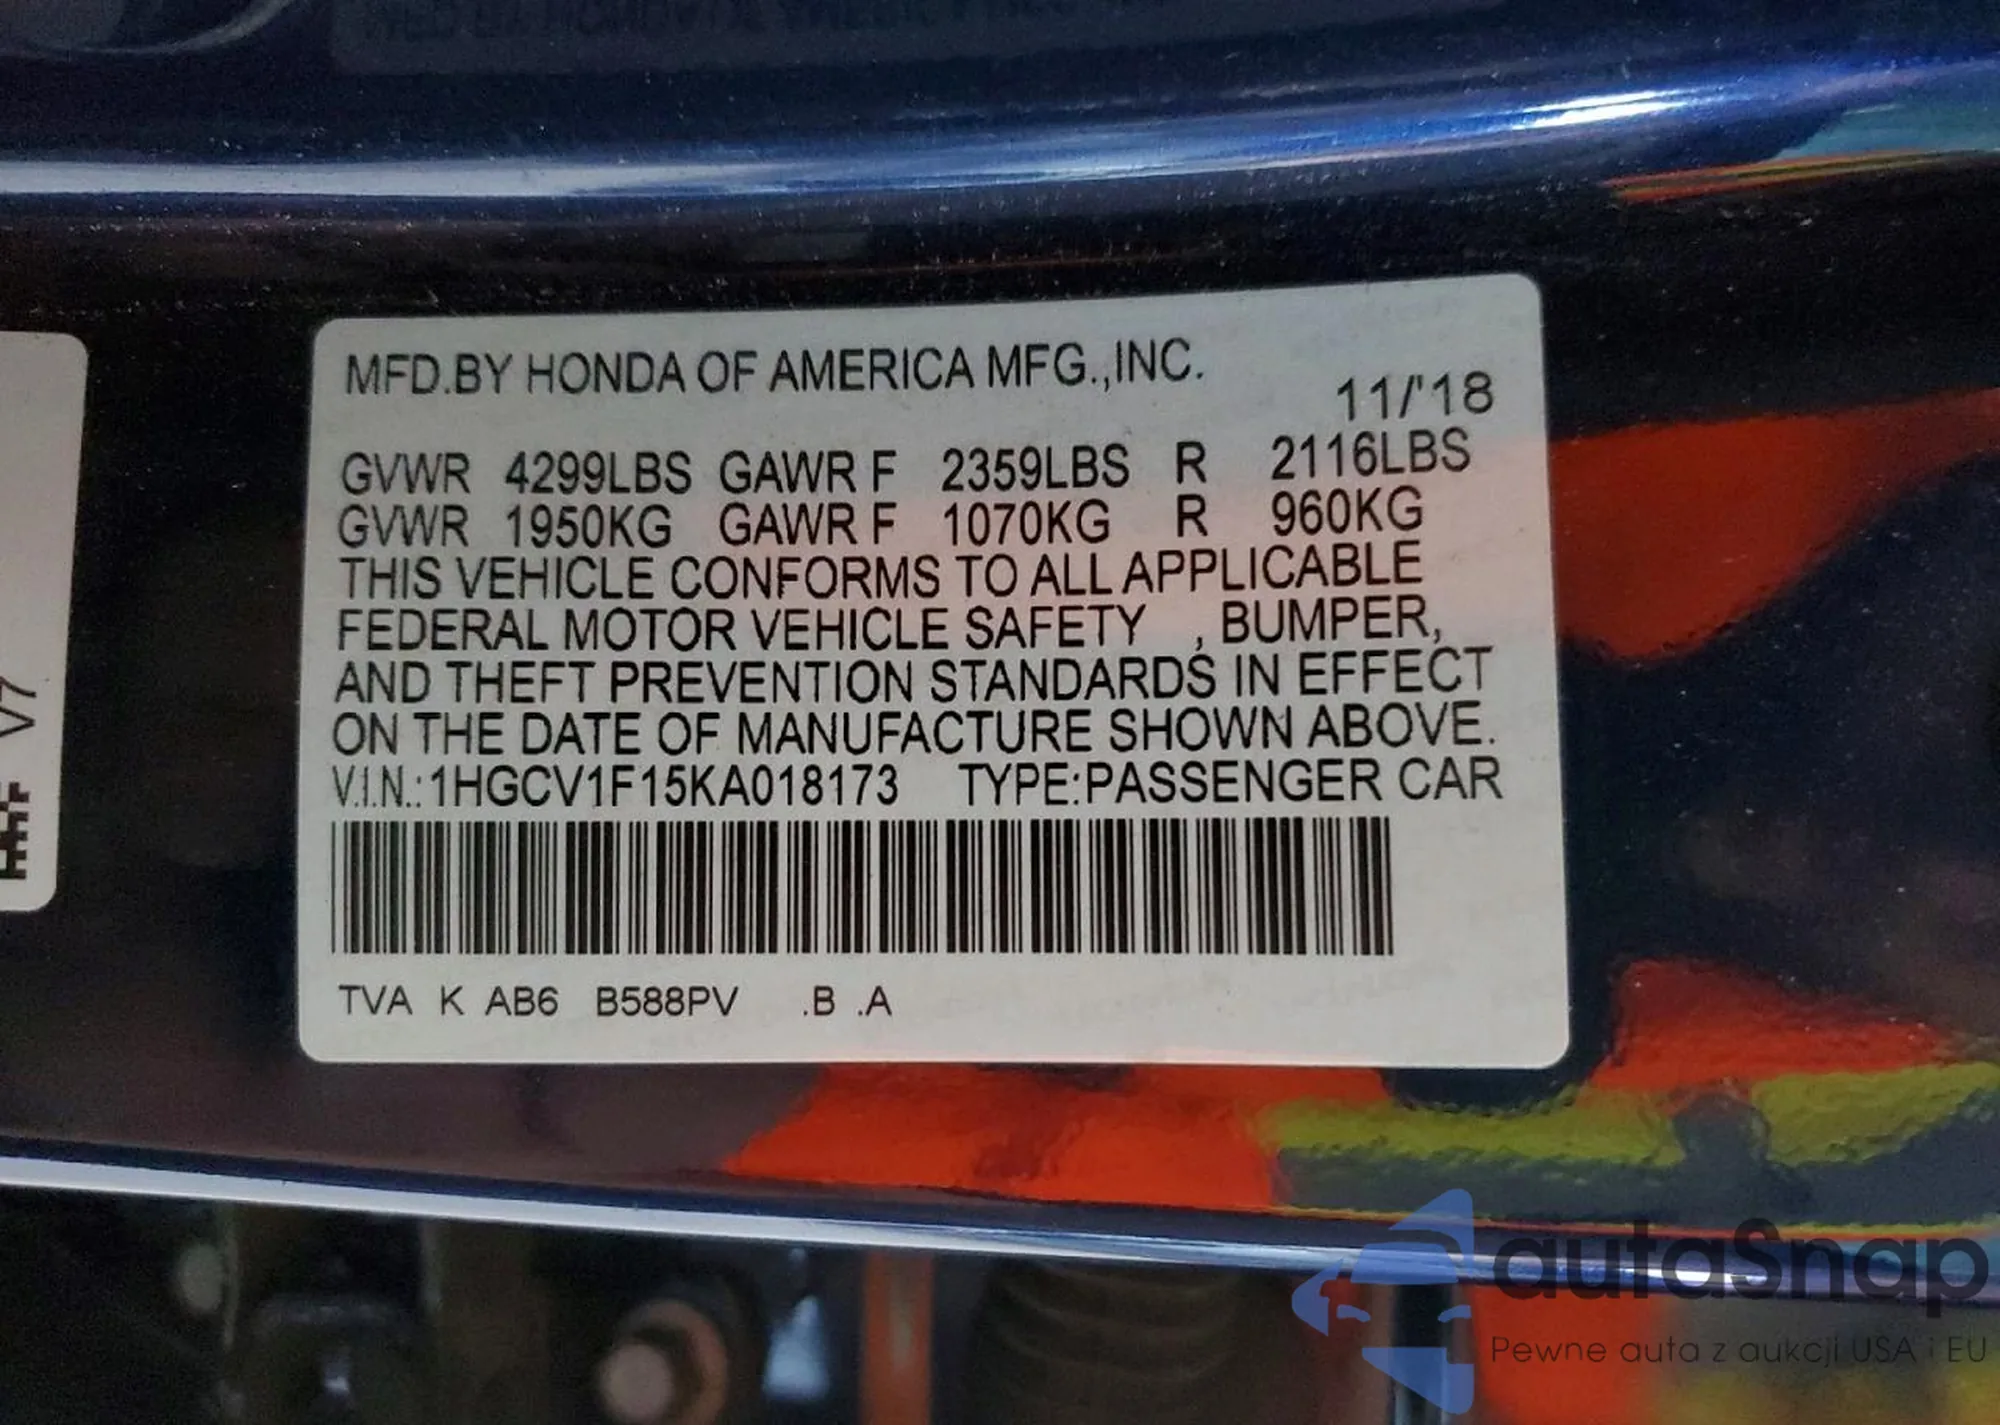 MFD.BY HONDA OF AMERICA MFG.,INC.
11/'18
GVWR 4299LBS GAWR F 2359LBS R 2116LBS
GVWR 1950KG GAWR F 1070KG R 960KG
THIS VEHICLE CONFORMS TO ALL APPLICABLE
FEDERAL MOTOR VEHICLE SAFETY , BUMPER,
AND THEFT PREVENTION STANDARDS IN EFFECT
ON THE DATE OF MANUFACTURE SHOWN ABOVE.
V.I.N.:1HGCV1F15KA018173 TYPE:PASSENGER CAR
TVA K AB6 B588PV .B .A
V7
autaSnap
Pewne auta z aukcji USA i EU